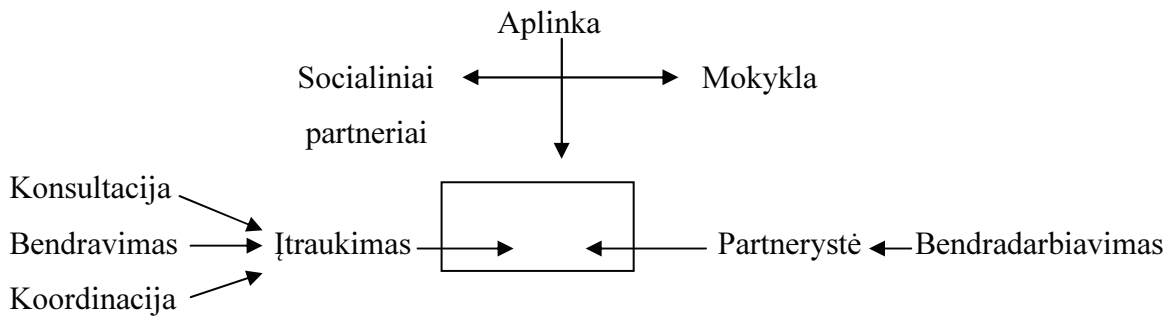 Aplinka
Socialiniai
partneriai
Mokykla
Konsultacija
Bendravimas
Koordinacija
Įtraukimas
Partnerystė
Bendradarbiavimas